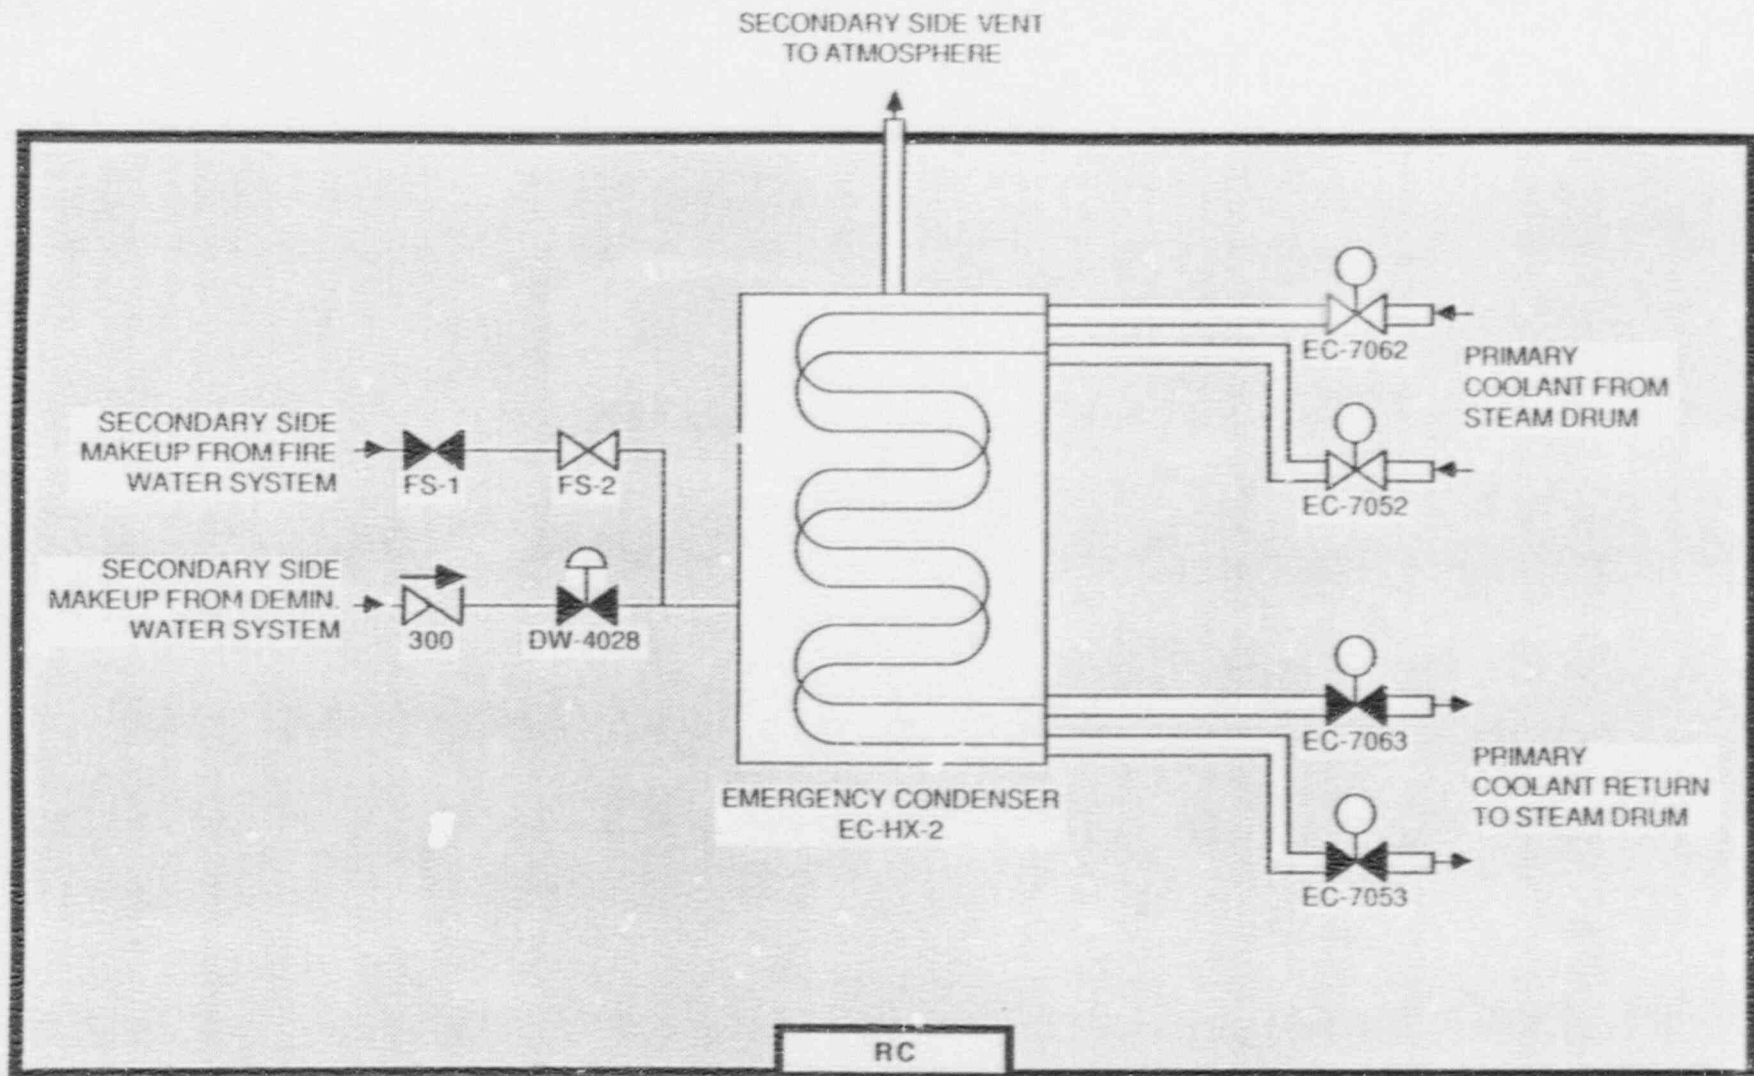 SECONDARY SIDE VENT
TO ATMOSPHERE
EC-7062
PRIMARY
COOLANT FROM
STEAM DRUM
EC-7052
SECONDARY SIDE
MAKEUP FROM FIRE
WATER SYSTEM
FS-1
FS-2
SECONDARY SIDE
MAKEUP FROM DEMIN.
WATER SYSTEM
300
DW-4028
EC-7063
PRIMARY
COOLANT RETURN
TO STEAM DRUM
EC-7053
EMERGENCY CONDENSER
EC-HX-2
RC